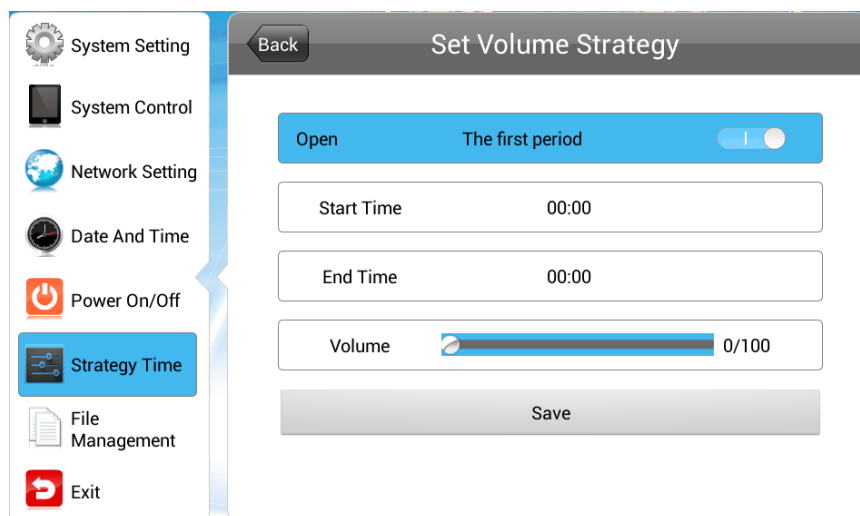 System Setting
System Control
Network Setting
Date And Time
Power On/Off
Strategy Time
File
Management
Exit
Back
Set Volume Strategy
Open The first period
Start Time 00:00
End Time 00:00
Volume 0/100
Save